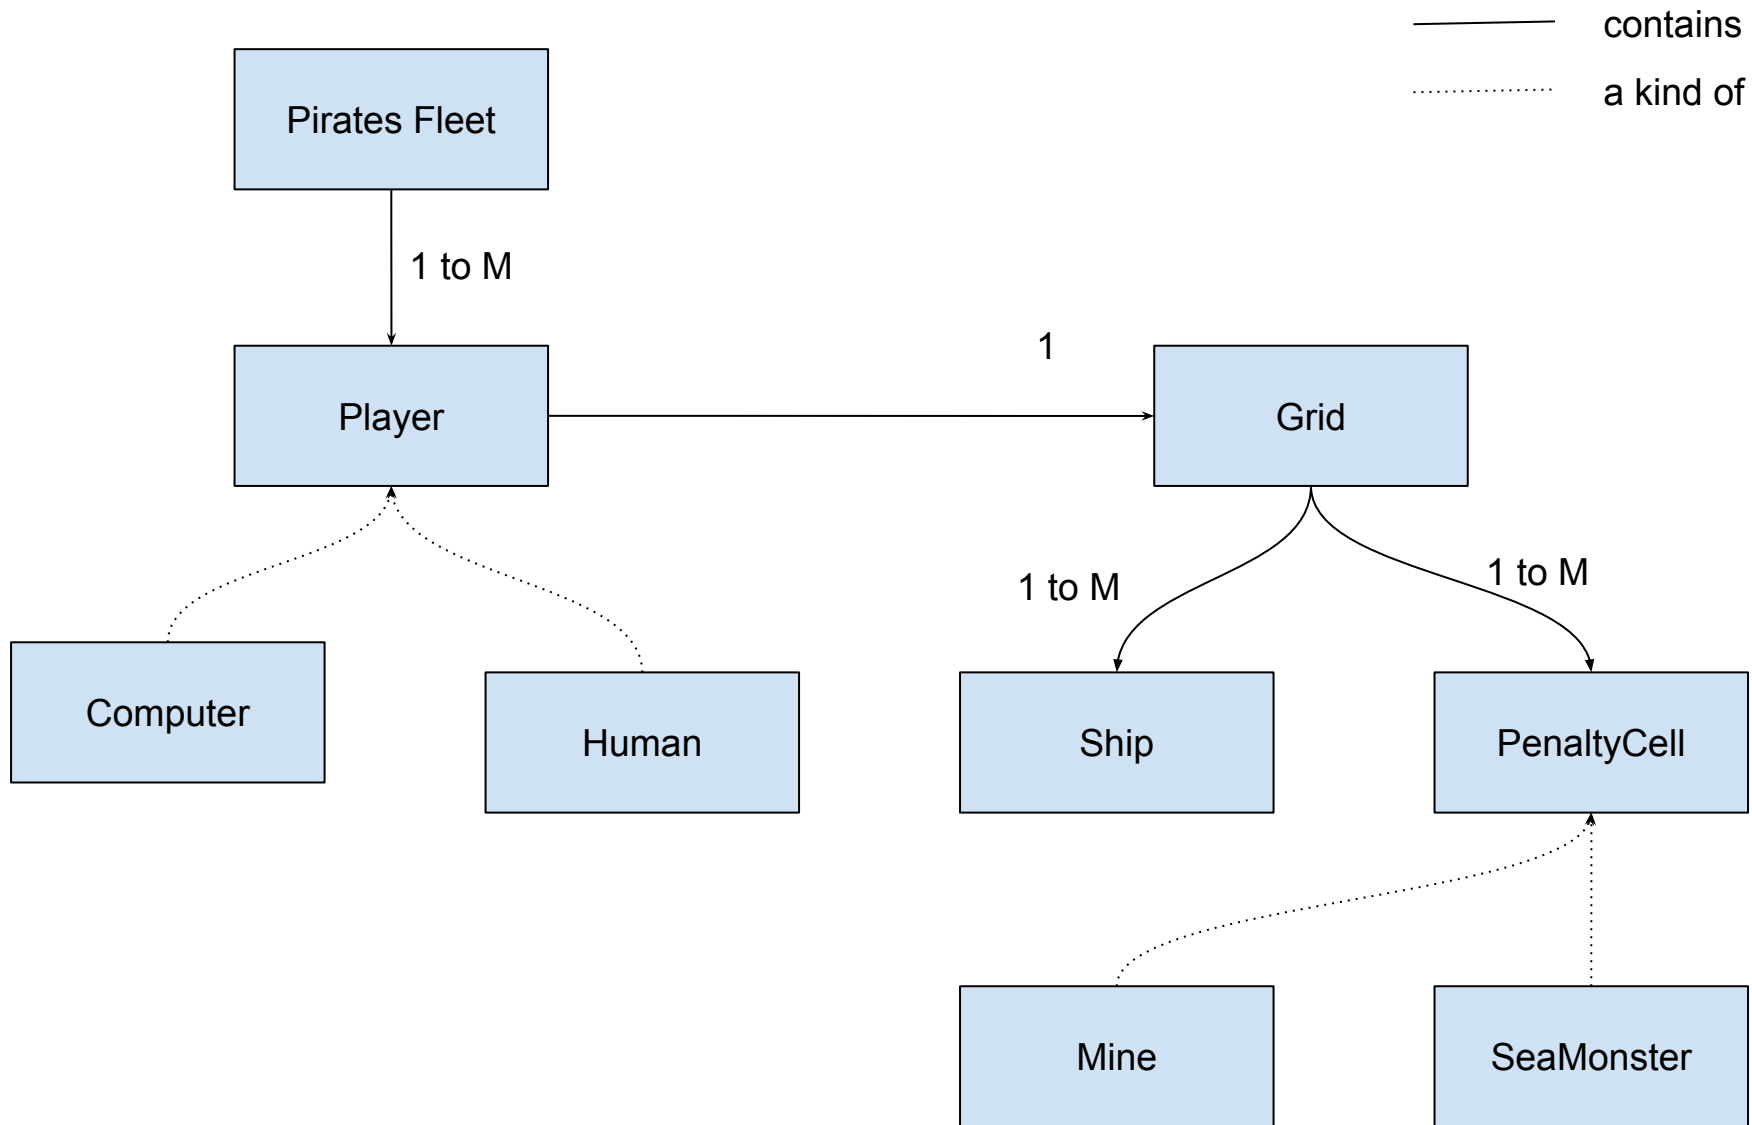 contains
a kind of
Pirates Fleet
1 to M
1
Player
Grid
1 to M
1 to M
Computer
Human
Ship
PenaltyCell
Mine
SeaMonster